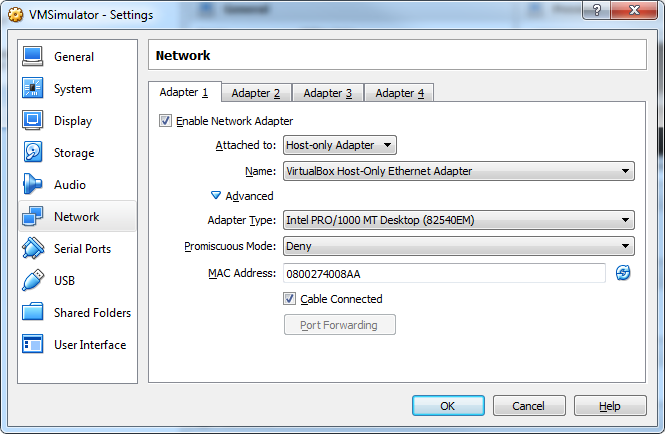 VMSimulator - Settings
General
System
Display
Storage
Audio
Network
Serial Ports
USB
Shared Folders
User Interface
Network
Adapter 1 Adapter 2 Adapter 3 Adapter 4
Enable Network Adapter
Attached to: Host-only Adapter
Name: VirtualBox Host-Only Ethernet Adapter
Advanced
Adapter Type: Intel PRO/1000 MT Desktop (82540EM)
Promiscuous Mode: Deny
MAC Address: 0800274008AA
Cable Connected
Port Forwarding
OK Cancel Help